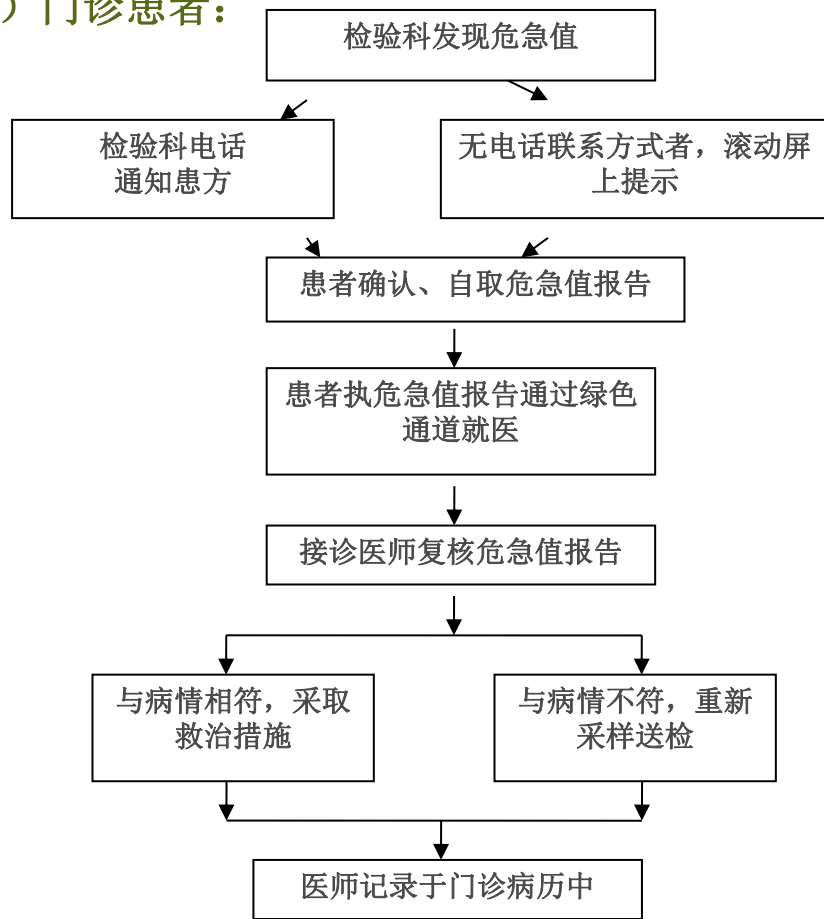 ）门诊患者：
检验科发现危急值
检验科电话
通知患方
无电话联系方式者，滚动屏
上提示
患者确认、自取危急值报告
患者执危急值报告通过绿色
通道就医
接诊医师复核危急值报告
与病情相符，采取
救治措施
与病情不符，重新
采样送检
医师记录于门诊病历中